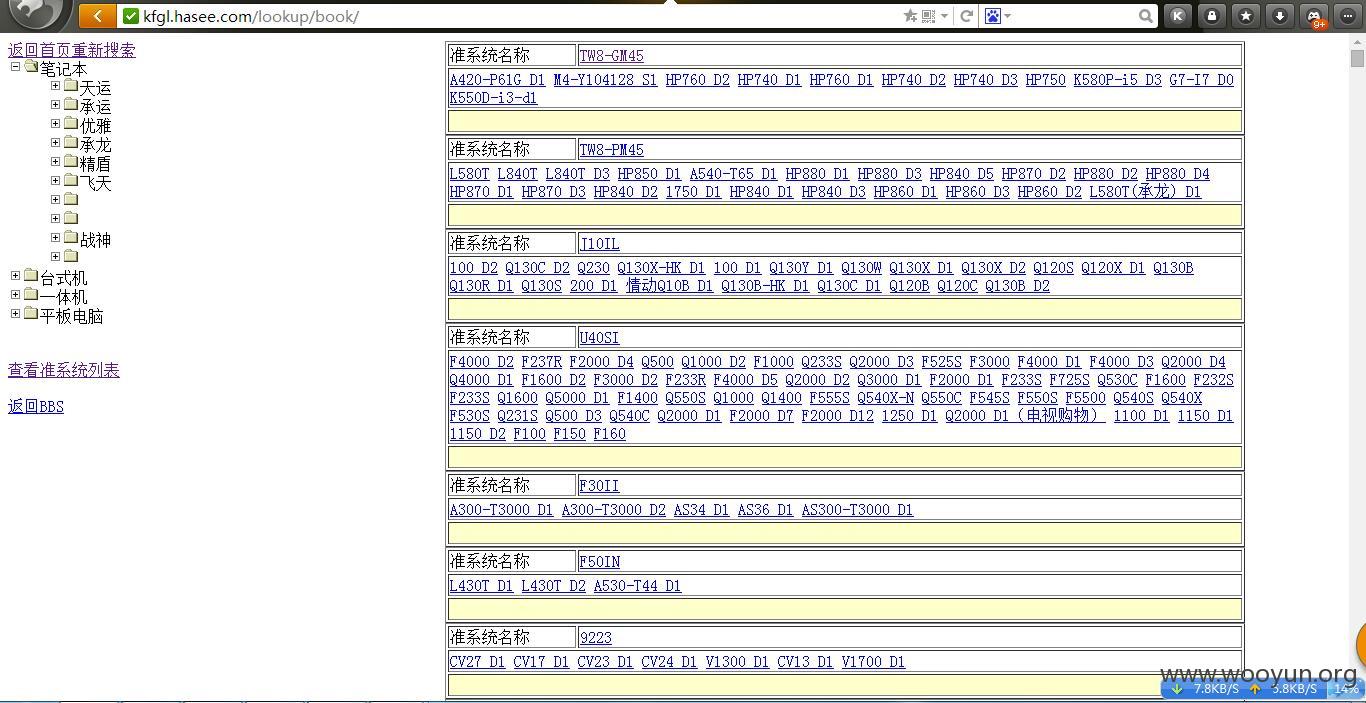 kfgl.hasee.com/lookup/book/
9+
返回首页重新搜索
笔记本
天运
承运
优雅
承龙
精盾
飞天
战神
台式机
一体机
平板电脑
查看准系统列表
返回BBS
准系统名称 TW8-GM45
A420-P61G D1 M4-Y104128 S1 HP760 D2 HP740 D1 HP760 D1 HP740 D2 HP740 D3 HP750 K580P-i5 D3 G7-I7 D0
K550D-i3-d1
准系统名称 TW8-PM45
L580T L840T L840T D3 HP850 D1 A540-T65 D1 HP880 D1 HP880 D3 HP840 D5 HP870 D2 HP880 D2 HP880 D4
HP870 D1 HP870 D3 HP840 D2 1750 D1 HP840 D1 HP840 D3 HP860 D1 HP860 D3 HP860 D2 L580T(承龙) D1
准系统名称 J10IL
100 D2 Q130C D2 Q230 Q130X-HK D1 100 D1 Q130Y D1 Q130W Q130X D1 Q130X D2 Q120S Q120X D1 Q130B
Q130R D1 Q130S 200 D1 情动Q10B D1 Q130B-HK D1 Q130C D1 Q120B Q120C Q130B D2
准系统名称 U40SI
F4000 D2 F237R F2000 D4 Q500 Q1000 D2 F1000 Q233S Q2000 D3 F525S F3000 F4000 D1 F4000 D3 Q2000 D4
Q4000 D1 F1600 D2 F3000 D2 F233R F4000 D5 Q2000 D2 Q3000 D1 F2000 D1 F233S F725S Q530C F1600 F232S
F233S Q1600 Q5000 D1 F1400 Q550S Q1000 Q1400 F555S Q540X-N Q550C F545S F550S F5500 Q540S Q540X
F530S Q231S Q500 D3 Q540C Q2000 D1 F2000 D7 F2000 D12 1250 D1 Q2000 D1（电视购物） 1100 D1 1150 D1
1150 D2 F100 F150 F160
准系统名称 F30II
A300-T3000 D1 A300-T3000 D2 AS34 D1 AS36 D1 AS300-T3000 D1
准系统名称 F50IN
L430T D1 L430T D2 A530-T44 D1
准系统名称 9223
CV27 D1 CV17 D1 CV23 D1 CV24 D1 V1300 D1 CV13 D1 V1700 D1
www.wooyun.org
7.8KB/S 5.8KB/S 14%